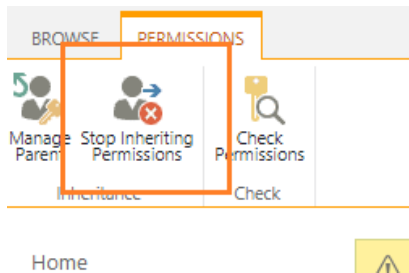 BROWSE PERMISSIONS
Manage Stop Inheriting Check
Parent Permissions Permissions
Inheritance Check
Home